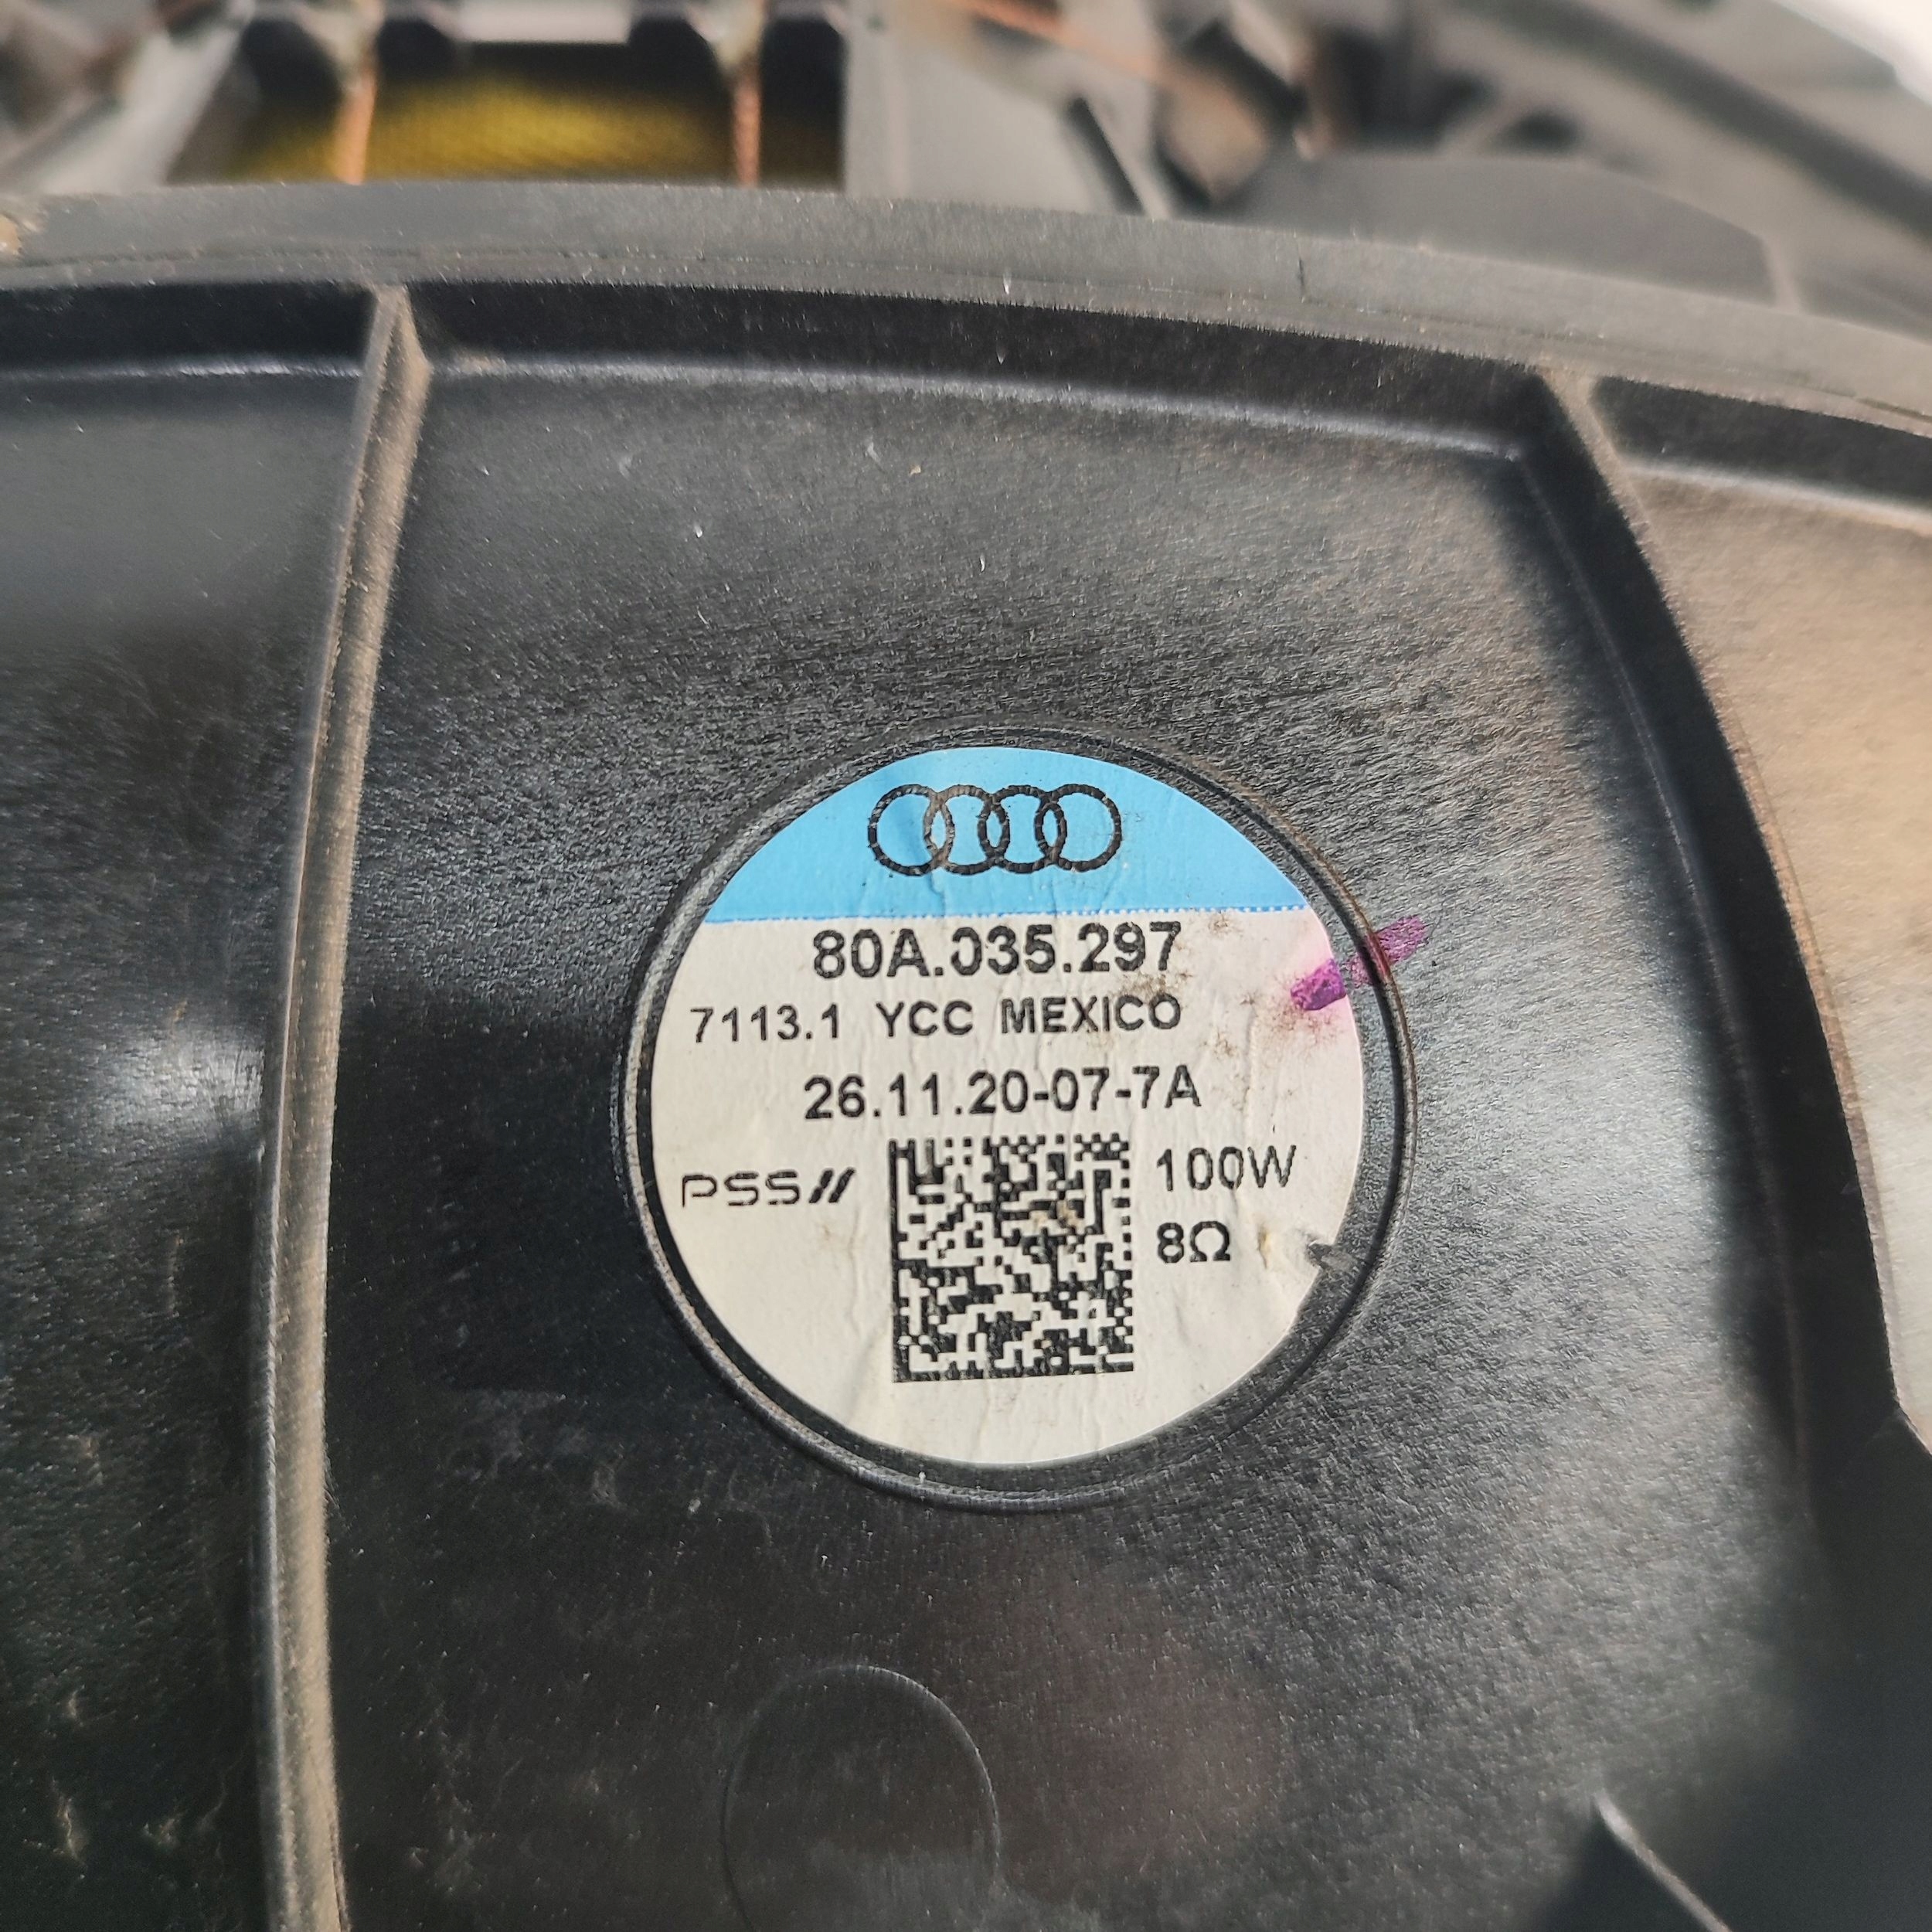 80A.035.297
7113.1 YCC MEXICO
26.11.20-07-7A
PSS//
100W
8Ω